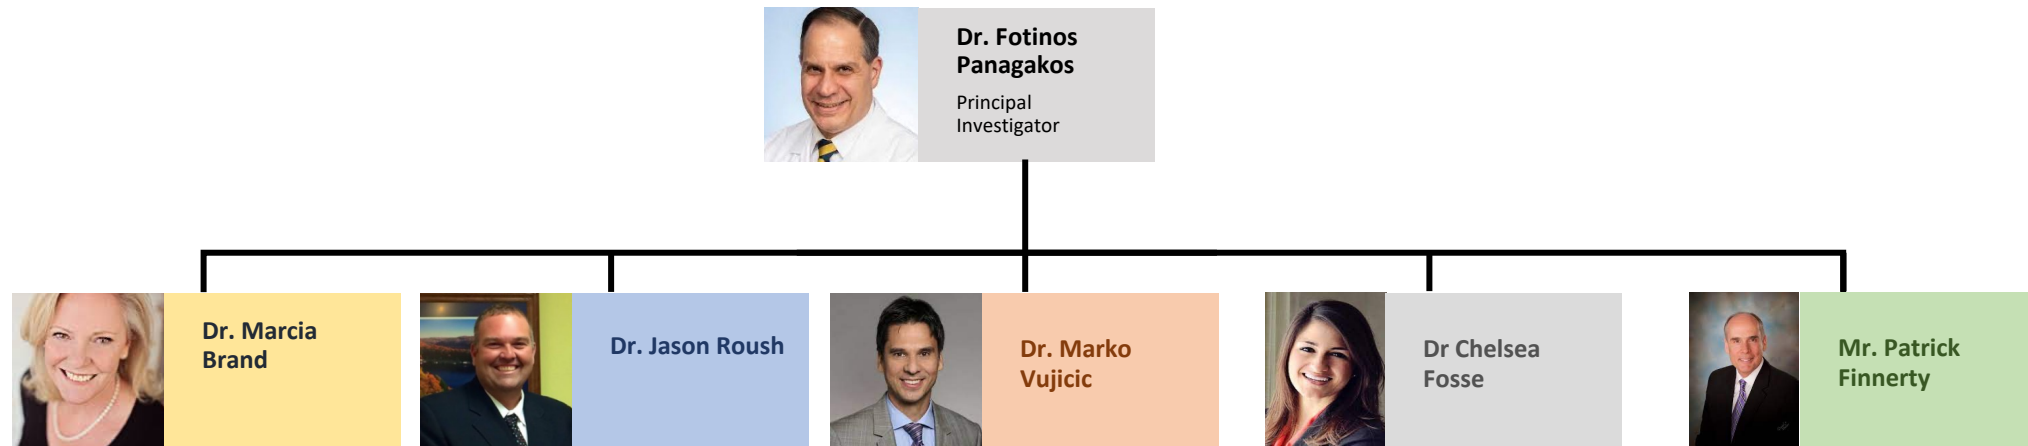 Dr. Fotinos
Panagakos
Principal
Investigator
Dr. Marcia
Brand
Dr. Jason Roush
Dr. Marko
Vujicic
Dr Chelsea
Fosse
Mr. Patrick
Finnerty